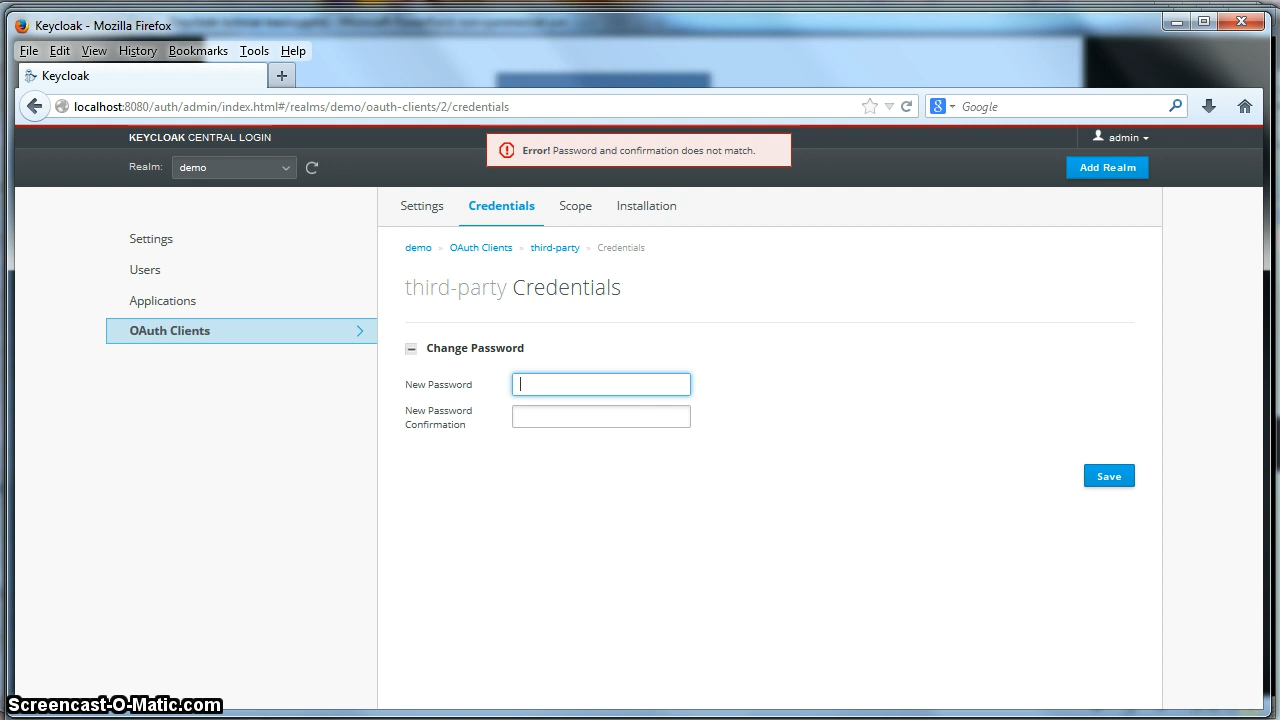 Keycloak - Mozilla Firefox
File Edit View History Bookmarks Tools Help
Keycloak
localhost:8080/auth/admin/index.html#/realms/demo/oauth-clients/2/credentials
Google
KEYCLOAK CENTRAL LOGIN
Error! Password and confirmation does not match.
admin
Realm: demo
Add Realm
Settings Credentials Scope Installation
Settings
Users
Applications
OAuth Clients
demo » OAuth Clients » third-party » Credentials
third-party Credentials
Change Password
New Password
New Password
Confirmation
Save
Screencast-O-Matic.com